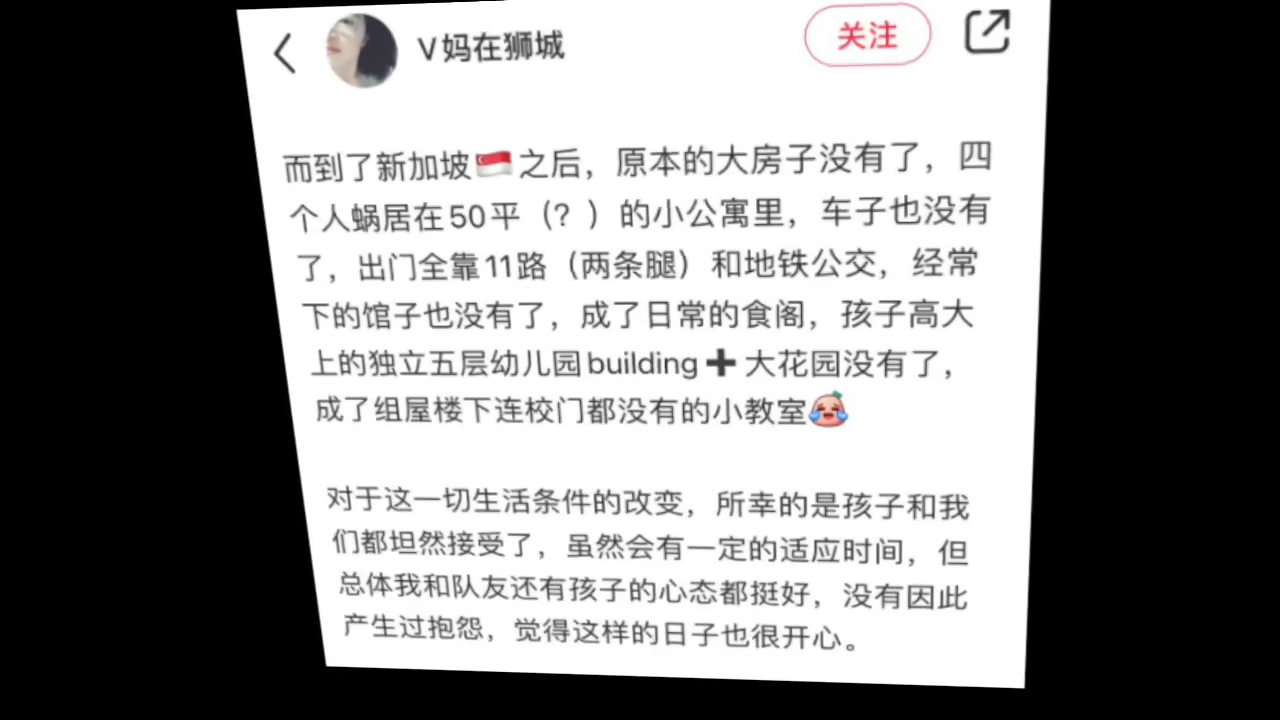 V妈在狮城
关注
而到了新加坡🇸🇬之后，原本的大房子没有了，四
个人蜗居在50平（？）的小公寓里，车子也没有
了，出门全靠11路（两条腿）和地铁公交，经常
下的馆子也没有了，成了日常的食阁，孩子高大
上的独立五层幼儿园building➕大花园没有了，
成了组屋楼下连校门都没有的小教室
对于这一切生活条件的改变，所幸的是孩子和我
们都坦然接受了，虽然会有一定的适应时间，但
总体我和队友还有孩子的心态都挺好，没有因此
产生过抱怨，觉得这样的日子也很开心。